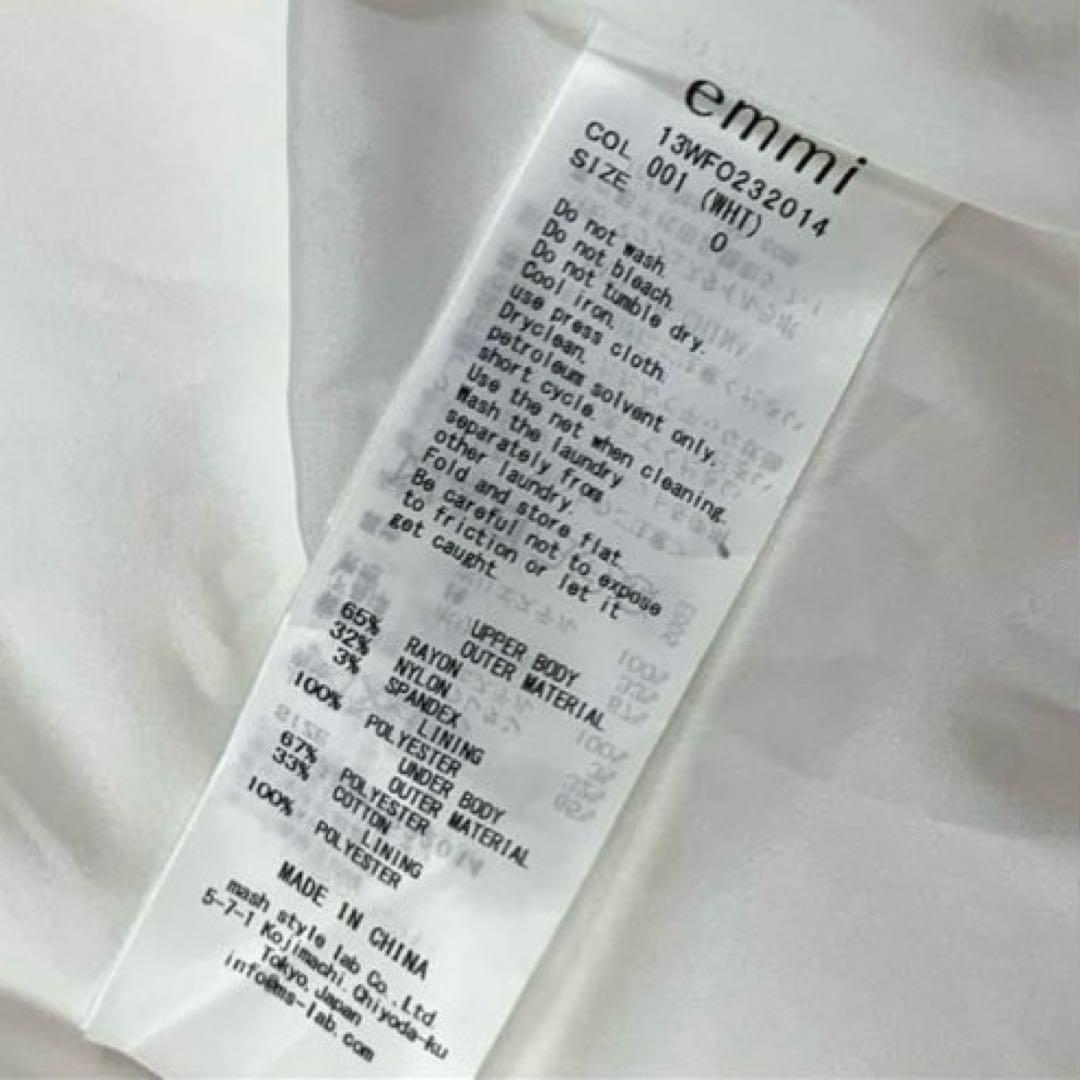 emmi
13WFO232014
COL 001 (WHT)
SIZE 0
Do not wash.
Do not bleach.
Do not tumble dry.
Cool iron.
use press cloth.
Dryclean.
petroleum solvent only.
short cycle.
Use the net when cleaning.
Wash the laundry
separately from
other laundry.
Fold and store flat.
Be careful not to expose
to friction or let it
get caught.
UPPER BODY
OUTER MATERIAL
65% RAYON
32% NYLON
3% SPANDEX
LINING
100% POLYESTER
UNDER BODY
OUTER MATERIAL
67% POLYESTER
33% COTTON
LINING
100% POLYESTER
MADE IN CHINA
mash style lab Co.,Ltd.
5-7-1 Kojimachi, Chiyoda-ku
Tokyo, Japan
info@ms-lab.com